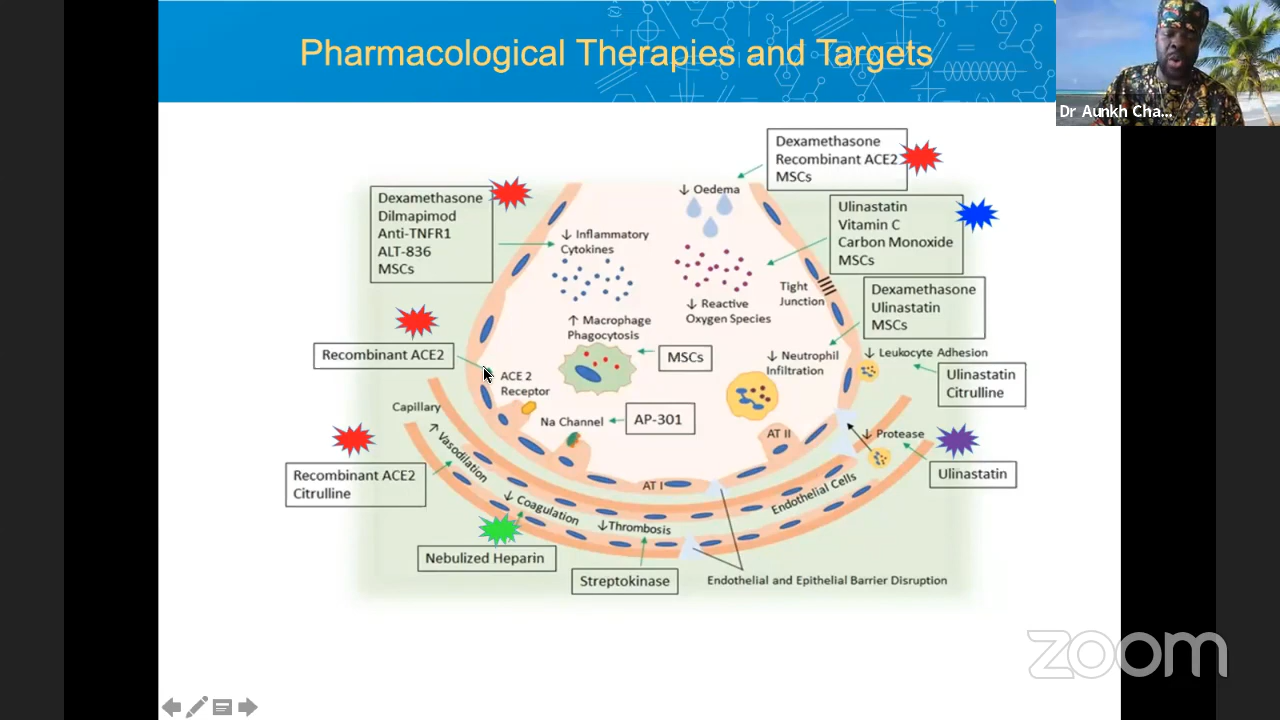 Pharmacological Therapies and Targets
Dr Aunkh Cha...
Dexamethasone
Recombinant ACE2
MSCs
↓ Oedema
Dexamethasone
Dilmapimod
Anti-TNFR1
ALT-836
MSCs
↓ Inflammatory
Cytokines
Ulinastatin
Vitamin C
Carbon Monoxide
MSCs
↓ Reactive
Oxygen Species
Tight
Junction
Dexamethasone
Ulinastatin
MSCs
↑ Macrophage
Phagocytosis
MSCs
↓ Neutrophil
Infiltration
↓ Leukocyte Adhesion
Ulinastatin
Citrulline
Recombinant ACE2
ACE 2
Receptor
Na Channel
AP-301
Capillary
↑ Vasodilation
AT II
↓ Protease
Ulinastatin
Recombinant ACE2
Citrulline
AT I
Endothelial Cells
↓ Coagulation
↓Thrombosis
Nebulized Heparin
Streptokinase
Endothelial and Epithelial Barrier Disruption
zoom